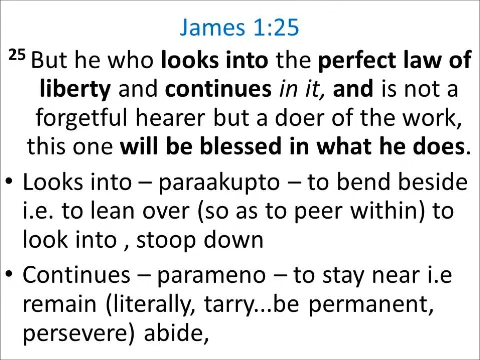 James 1:25
25 But he who looks into the perfect law of
liberty and continues in it, and is not a
forgetful hearer but a doer of the work,
this one will be blessed in what he does.
• Looks into – paraakupto – to bend beside
i.e. to lean over (so as to peer within) to
look into , stoop down
• Continues – parameno – to stay near i.e
remain (literally, tarry...be permanent,
persevere) abide,